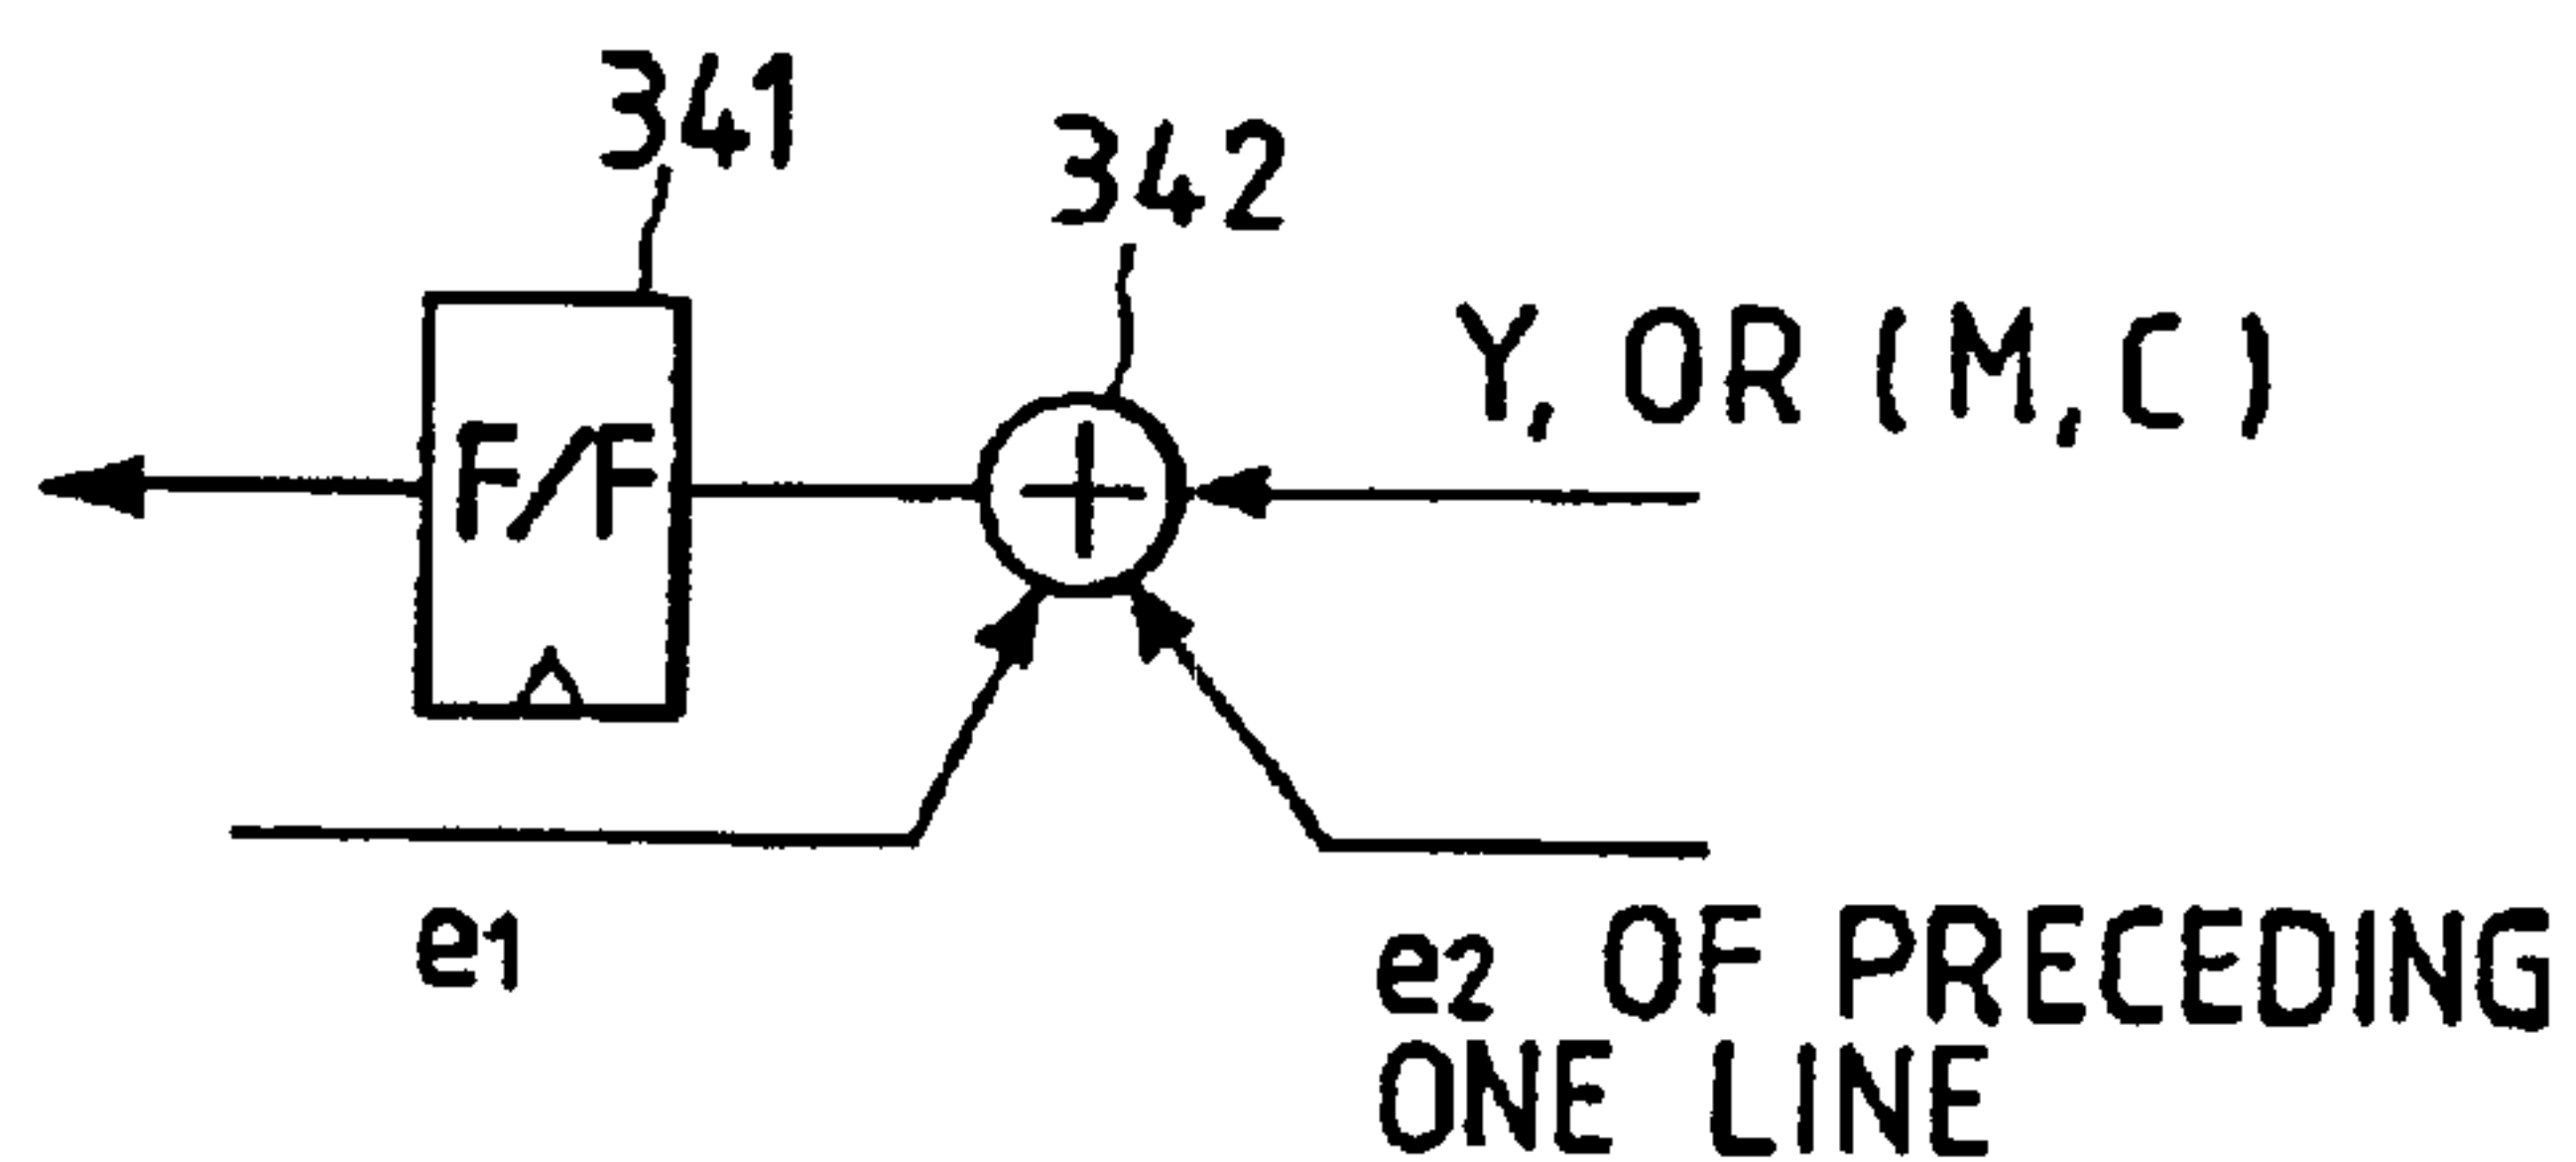 341
342
Y, OR (M,C)
F/F
e1
e2 OF PRECEDING
ONE LINE